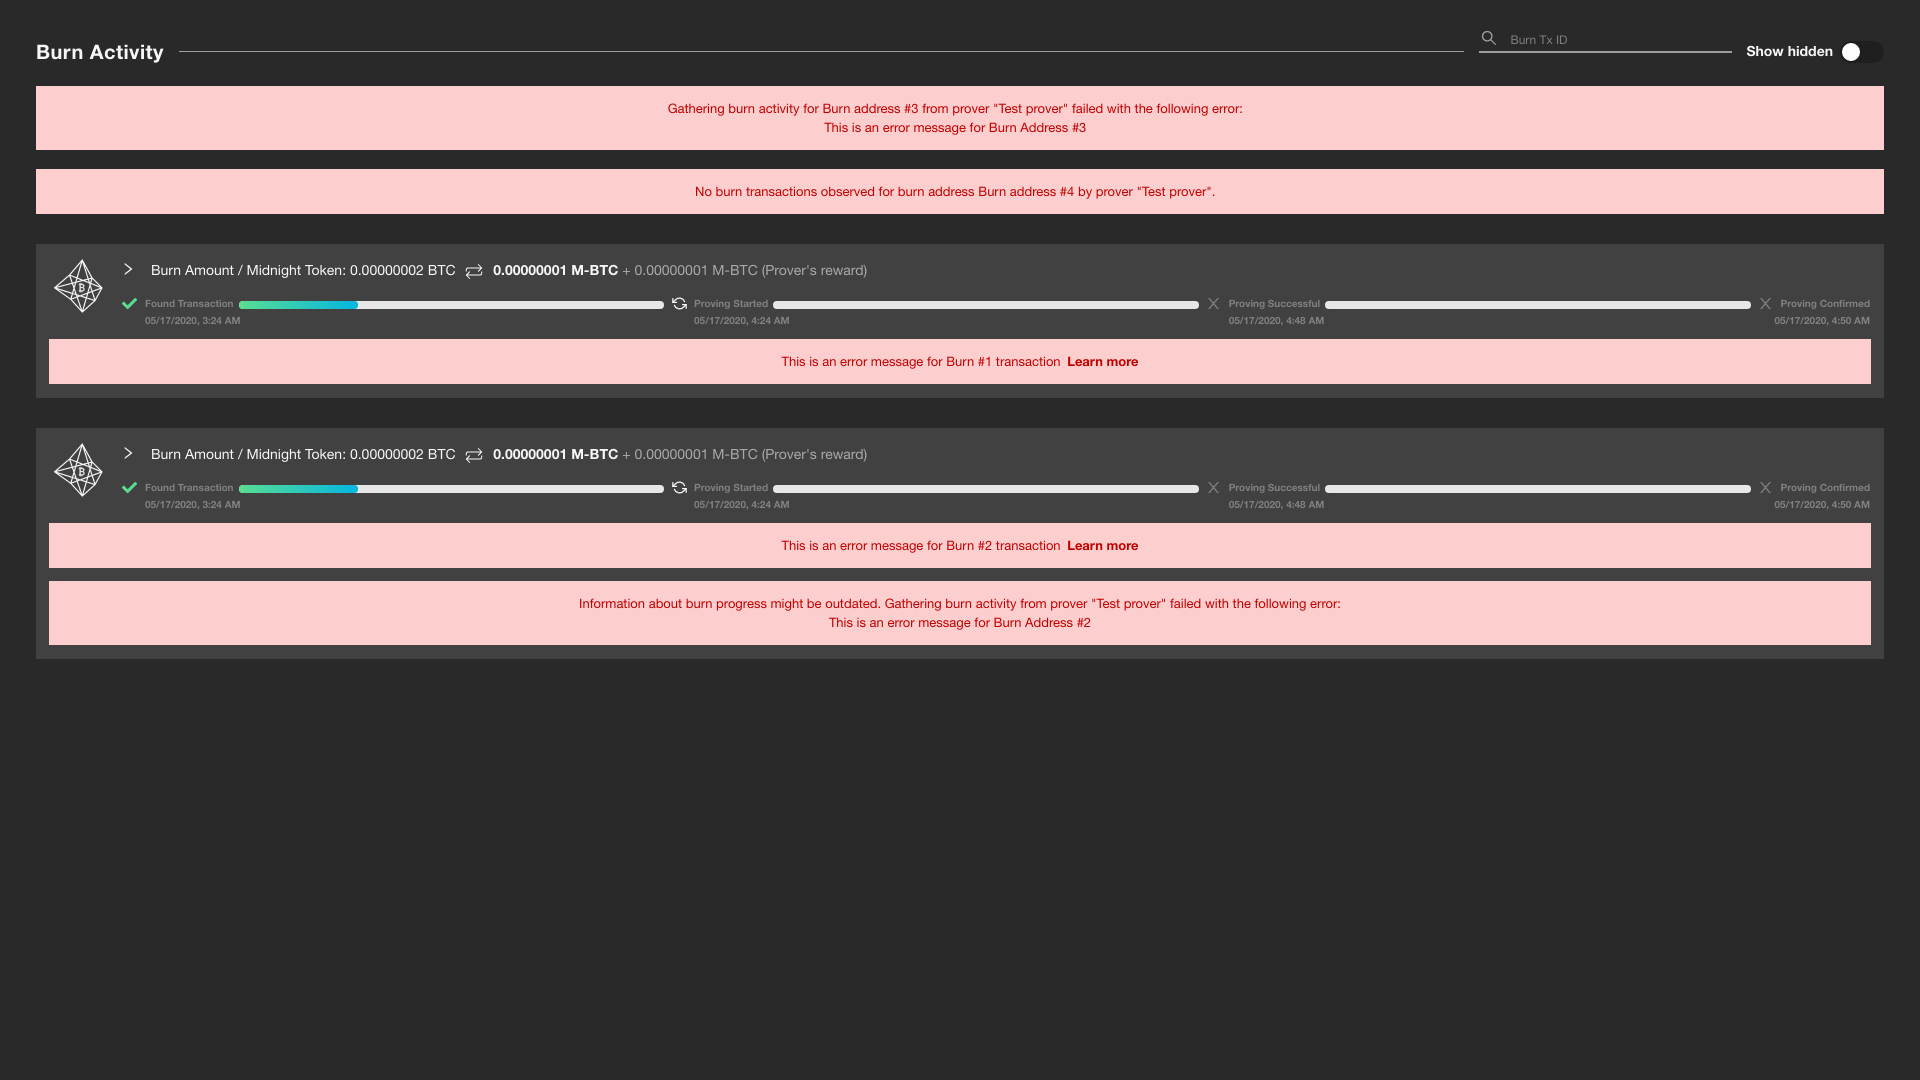 Burn Activity
Burn Tx ID
Show hidden
Gathering burn activity for Burn address #3 from prover "Test prover" failed with the following error:
This is an error message for Burn Address #3
No burn transactions observed for burn address Burn address #4 by prover "Test prover".
Burn Amount / Midnight Token: 0.00000002 BTC 0.00000001 M-BTC + 0.00000001 M-BTC (Prover's reward)
Found Transaction Proving Started Proving Successful Proving Confirmed
05/17/2020, 3:24 AM 05/17/2020, 4:24 AM 05/17/2020, 4:48 AM 05/17/2020, 4:50 AM
This is an error message for Burn #1 transaction Learn more
Burn Amount / Midnight Token: 0.00000002 BTC 0.00000001 M-BTC + 0.00000001 M-BTC (Prover's reward)
Found Transaction Proving Started Proving Successful Proving Confirmed
05/17/2020, 3:24 AM 05/17/2020, 4:24 AM 05/17/2020, 4:48 AM 05/17/2020, 4:50 AM
This is an error message for Burn #2 transaction Learn more
Information about burn progress might be outdated. Gathering burn activity from prover "Test prover" failed with the following error:
This is an error message for Burn Address #2